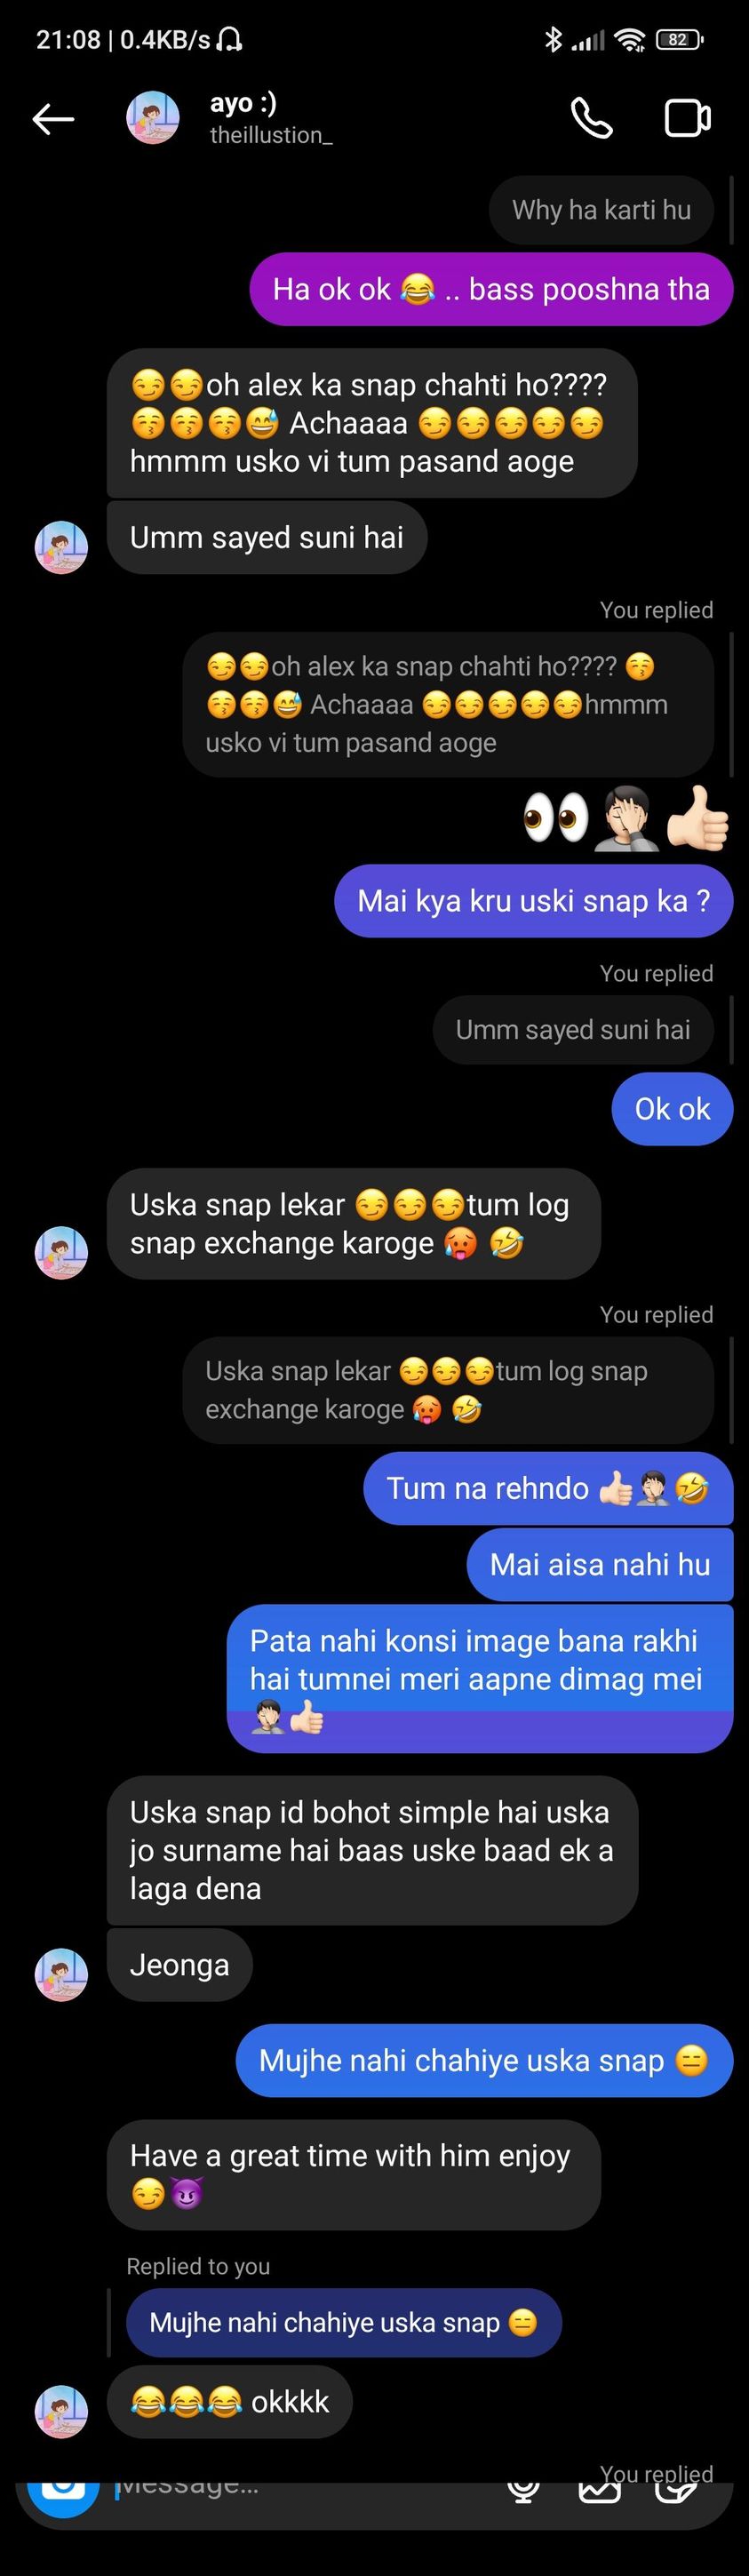 21:08 | 0.4KB/s
82
ayo :)
theillustion_
Why ha karti hu
Ha ok ok 😂 .. bass pooshna tha
😏😏oh alex ka snap chahti ho????
😚😚😚😅 Achaaaa 😏😏😏😏😏
hmmm usko vi tum pasand aoge
Umm sayed suni hai
You replied
😏😏oh alex ka snap chahti ho???? 😚
😚😚😅 Achaaaa 😏😏😏😏😏hmmm
usko vi tum pasand aoge
👀🤦🏻👍🏻
Mai kya kru uski snap ka ?
You replied
Umm sayed suni hai
Ok ok
Uska snap lekar 😏😏😏tum log
snap exchange karoge 🥵 🤣
You replied
Uska snap lekar 😏😏😏tum log snap
exchange karoge 🥵 🤣
Tum na rehndo 👍🏻🤦🏻🤣
Mai aisa nahi hu
Pata nahi konsi image bana rakhi
hai tumnei meri aapne dimag mei
🤦🏻👍🏻
Uska snap id bohot simple hai uska
jo surname hai baas uske baad ek a
laga dena
Jeonga
Mujhe nahi chahiye uska snap 😑
Have a great time with him enjoy
😏😈
Replied to you
Mujhe nahi chahiye uska snap 😑
😂😂😂 okkkk
You replied
Message...